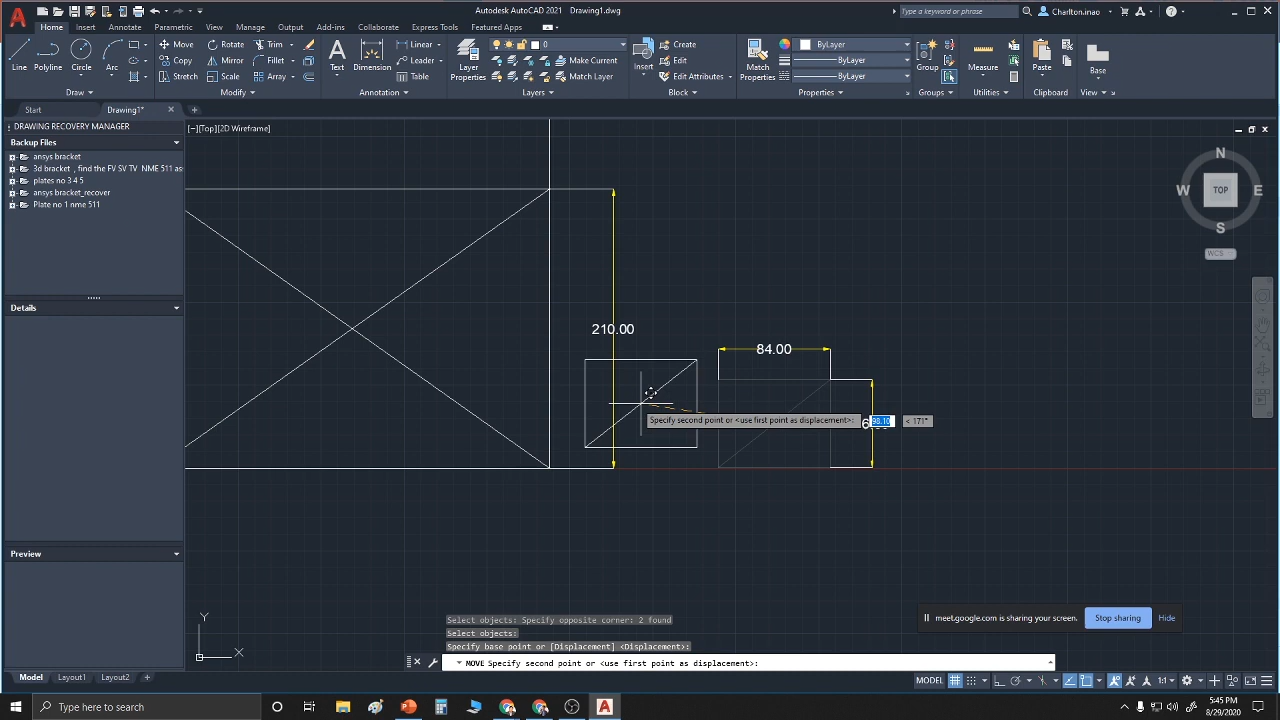 Autodesk AutoCAD 2021 Drawing1.dwg
Type a keyword or phrase
Charlton.inao
Home Insert Annotate Parametric View Manage Output Add-ins Collaborate Express Tools Featured Apps
Line Polyline Circle Arc
Move Rotate Trim
Copy Mirror Fillet
Stretch Scale Array
Text Dimension
Linear
Leader
Table
Layer Properties
0
Make Current
Match Layer
Insert
Create
Edit
Edit Attributes
Match Properties
ByLayer
ByLayer
ByLayer
Group
Measure
Paste
Base
Draw Modify Annotation Layers Block Properties Groups Utilities Clipboard View
Start Drawing1*
DRAWING RECOVERY MANAGER
Backup Files
ansys bracket
3d bracket , find the FV SV TV NME 511 as
plates no 3 4 5
ansys bracket_recover
Plate no 1 nme 511
Details
Preview
[−][Top][2D Wireframe]
N
W TOP E
S
WCS
210.00
84.00
Specify second point or <use first point as displacement>: 98.10 < 171°
Y
X
meet.google.com is sharing your screen. Stop sharing Hide
Select objects: Specify opposite corner: 2 found
Select objects:
Specify base point or [Displacement] <Displacement>:
MOVE Specify second point or <use first point as displacement>:
Model Layout1 Layout2
MODEL
1:1
Type here to search
5:45 PM
8/29/2020